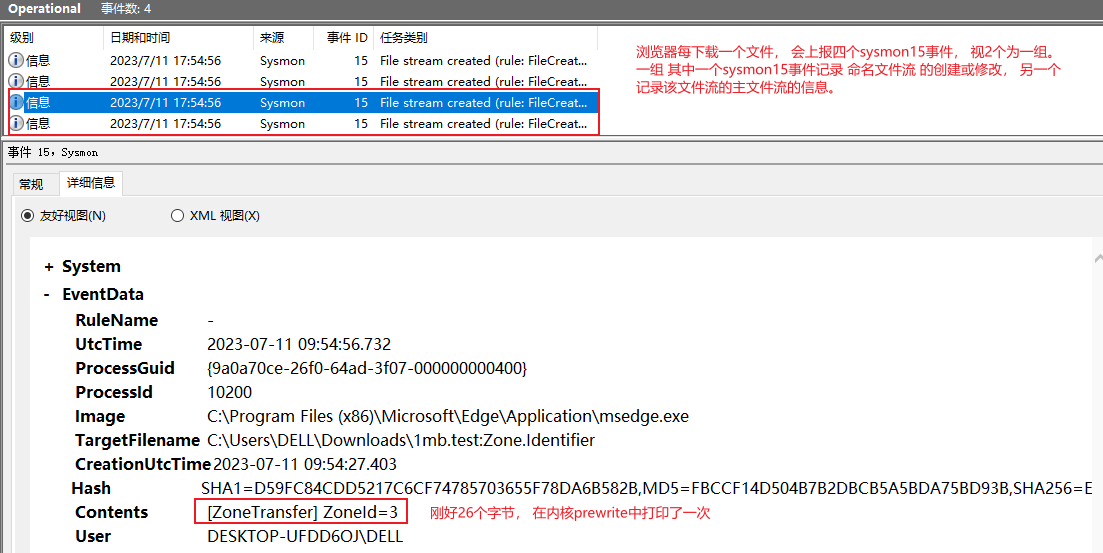 Operational 事件数: 4
级别 日期和时间 来源 事件 ID 任务类别
信息 2023/7/11 17:54:56 Sysmon 15 File stream created (rule: FileCreat...
信息 2023/7/11 17:54:56 Sysmon 15 File stream created (rule: FileCreat...
信息 2023/7/11 17:54:56 Sysmon 15 File stream created (rule: FileCreat...
信息 2023/7/11 17:54:56 Sysmon 15 File stream created (rule: FileCreat...
浏览器每下载一个文件， 会上报四个sysmon15事件， 视2个为一组。
一组 其中一个sysmon15事件记录 命名文件流 的创建或修改， 另一个
记录该文件流的主文件流的信息。
事件 15，Sysmon
常规 详细信息
友好视图(N) XML 视图(X)
+ System
- EventData
RuleName -
UtcTime 2023-07-11 09:54:56.732
ProcessGuid {9a0a70ce-26f0-64ad-3f07-000000000400}
ProcessId 10200
Image C:\Program Files (x86)\Microsoft\Edge\Application\msedge.exe
TargetFilename C:\Users\DELL\Downloads\1mb.test:Zone.Identifier
CreationUtcTime 2023-07-11 09:54:27.403
Hash SHA1=D59FC84CDD5217C6CF74785703655F78DA6B582B,MD5=FBCCF14D504B7B2DBCB5A5BDA75BD93B,SHA256=E
Contents [ZoneTransfer] ZoneId=3 刚好26个字节， 在内核prewrite中打印了一次
User DESKTOP-UFDD6OJ\DELL